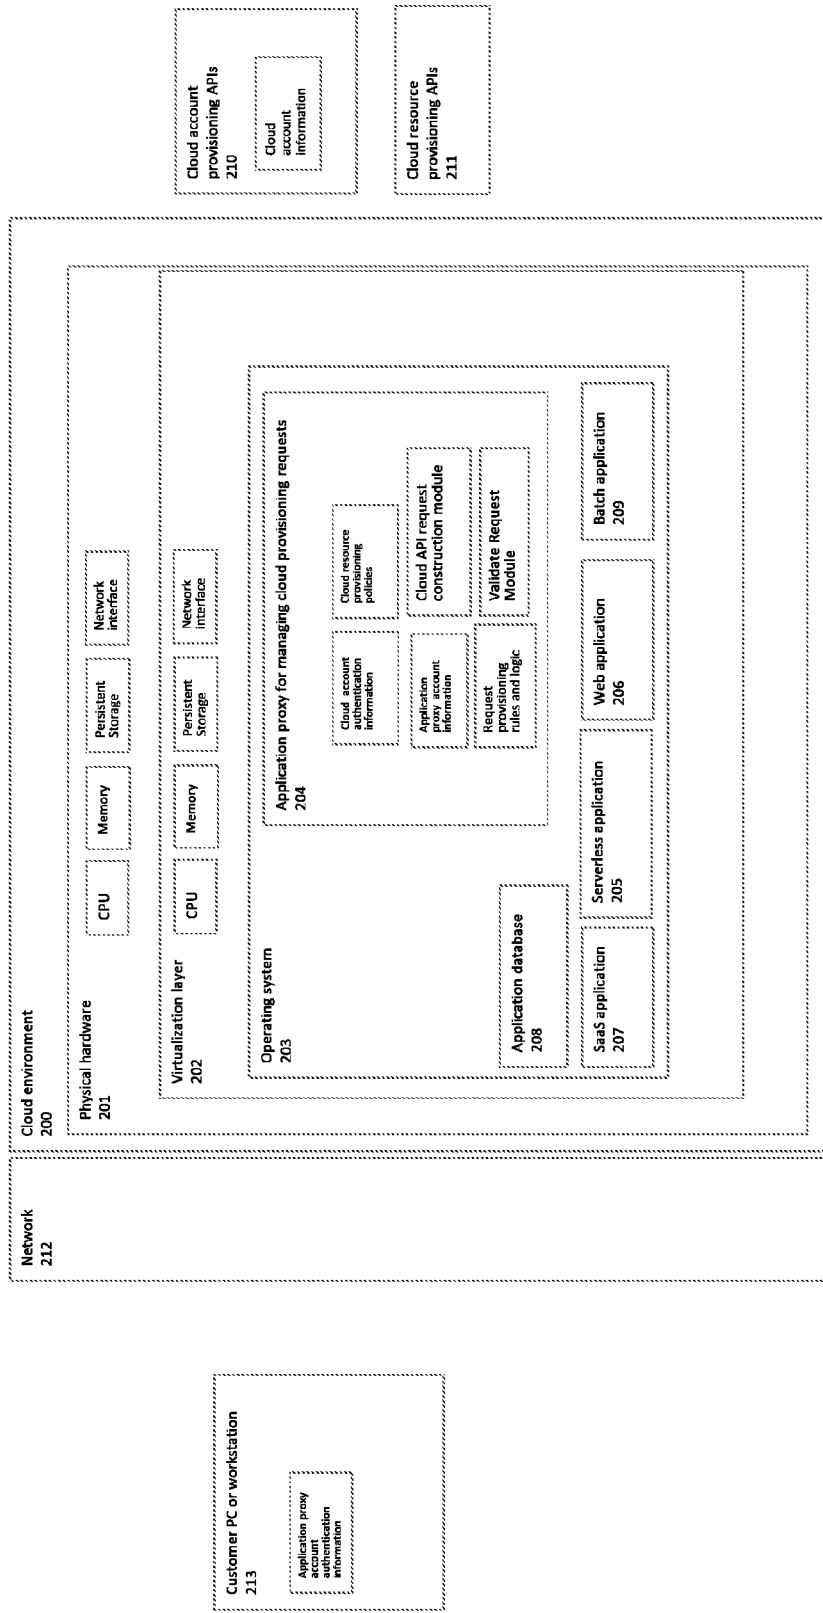 Customer PC or workstation
213
Application proxy
account
authentication
information
Network
212
Cloud environment
200
Physical hardware
201
CPU
Memory
Persistent
Storage
Network
interface
Virtualization layer
202
CPU
Memory
Persistent
Storage
Network
interface
Operating system
203
Application proxy for managing cloud provisioning requests
204
Cloud account
authentication
information
Cloud resource
provisioning
policies
Application
proxy account
information
Cloud API request
construction module
Request
provisioning
rules and logic
Validate Request
Module
Application database
208
SaaS application
207
Serverless application
205
Web application
206
Batch application
209
Cloud account
provisioning APIs
210
Cloud
account
information
Cloud resource
provisioning APIs
211